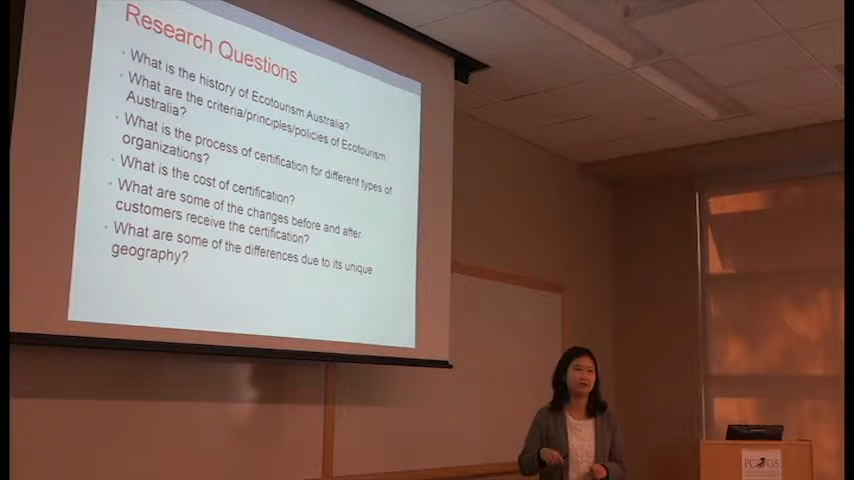 Research Questions
• What is the history of Ecotourism Australia?
• What are the criteria/principles/policies of Ecotourism
Australia?
• What is the process of certification for different types of
organizations?
• What is the cost of certification?
• What are some of the changes before and after
customers receive the certification?
• What are some of the differences due to its unique
geography?